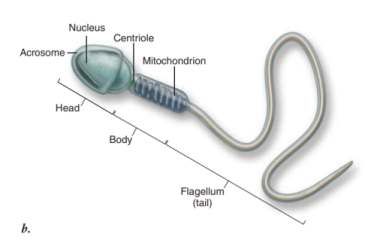 Nucleus
Centriole
Acrosome
Mitochondrion
Head
Body
Flagellum
(tail)
b.